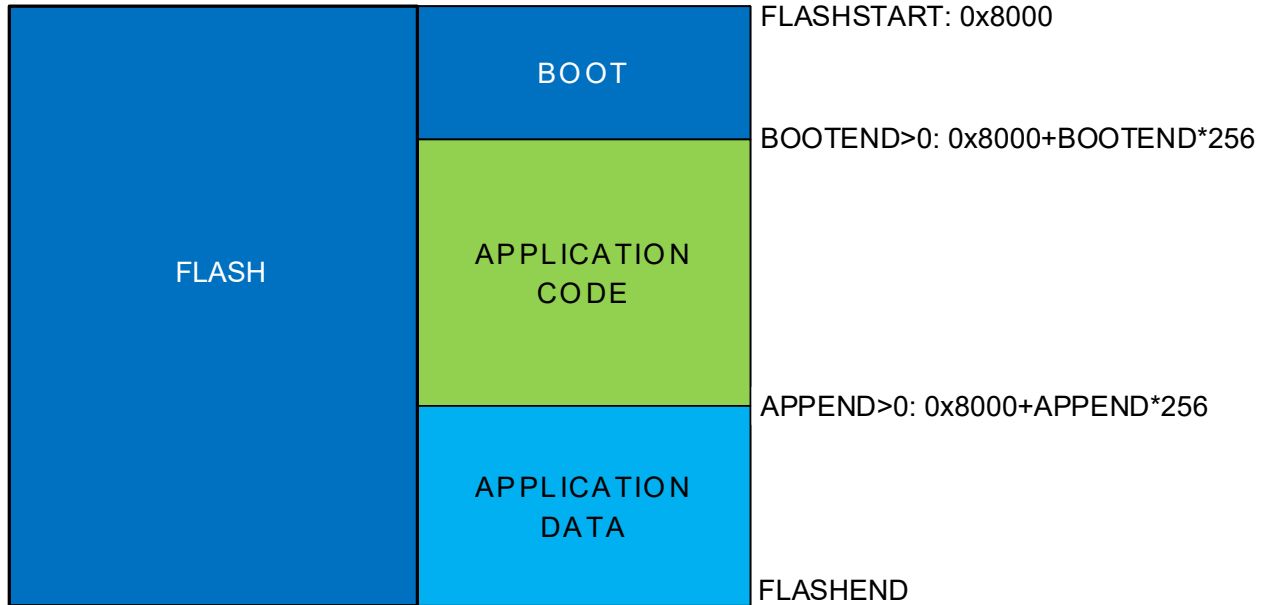 FLASHSTART: 0x8000
BOOT
BOOTEND>0: 0x8000+BOOTEND*256
FLASH
APPLICATION
CODE
APPEND>0: 0x8000+APPEND*256
APPLICATION
DATA
FLASHEND